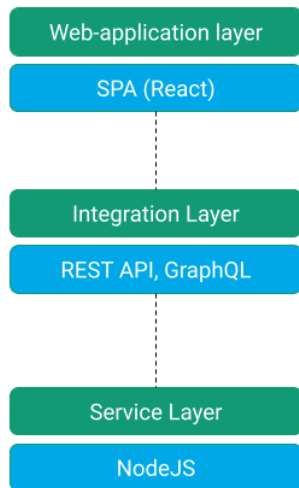 Web-application layer
SPA (React)
Integration Layer
REST API, GraphQL
Service Layer
NodeJS